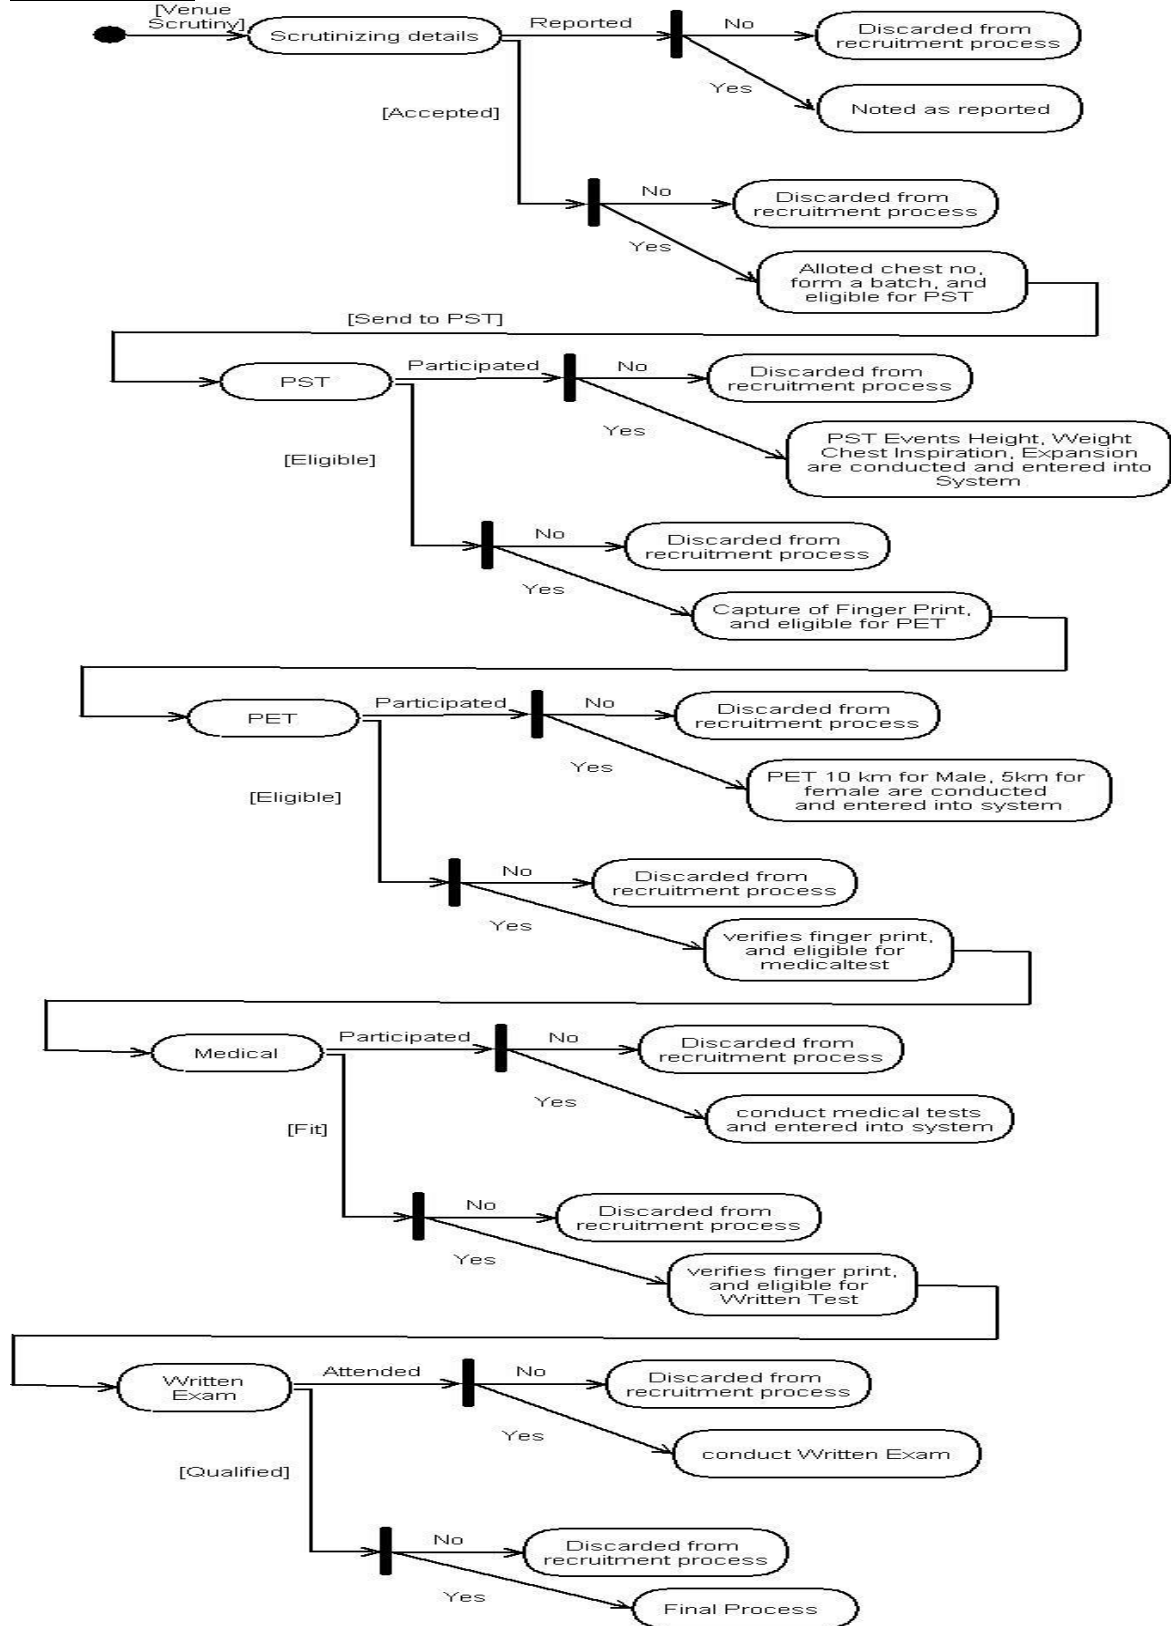 [Venue
Scrutiny]
Scrutinizing details
Reported
No
Discarded from
recruitment process
Yes
Noted as reported
[Accepted]
No
Discarded from
recruitment process
Yes
Alloted chest no,
form a batch, and
eligible for PST
[Send to PST]
PST
Participated
No
Discarded from
recruitment process
Yes
PST Events Height, Weight
Chest Inspiration, Expansion
are conducted and entered into
System
[Eligible]
No
Discarded from
recruitment process
Yes
Capture of Finger Print,
and eligible for PET
PET
Participated
No
Discarded from
recruitment process
Yes
PET 10 km for Male, 5km for
female are conducted
and entered into system
[Eligible]
No
Discarded from
recruitment process
Yes
verifies finger print,
and eligible for
medicaltest
Medical
Participated
No
Discarded from
recruitment process
Yes
conduct medical tests
and entered into system
[Fit]
No
Discarded from
recruitment process
Yes
verifies finger print,
and eligible for
Written Test
Written
Exam
Attended
No
Discarded from
recruitment process
Yes
conduct Written Exam
[Qualified]
No
Discarded from
recruitment process
Yes
Final Process